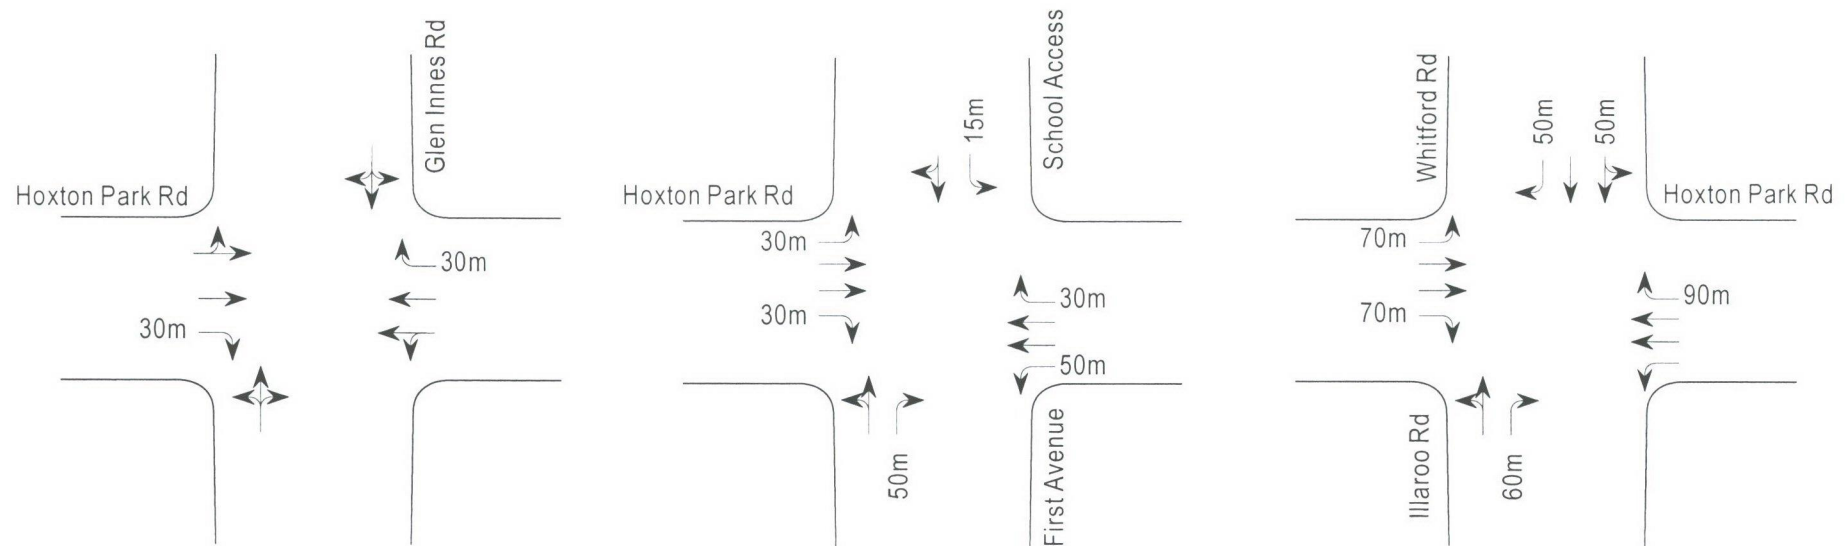 Glen Innes Rd
Hoxton Park Rd
30m
30m
School Access
15m
Hoxton Park Rd
30m
30m
30m
50m
50m
First Avenue
Whitford Rd
50m
50m
Hoxton Park Rd
70m
70m
90m
Illaroo Rd
60m